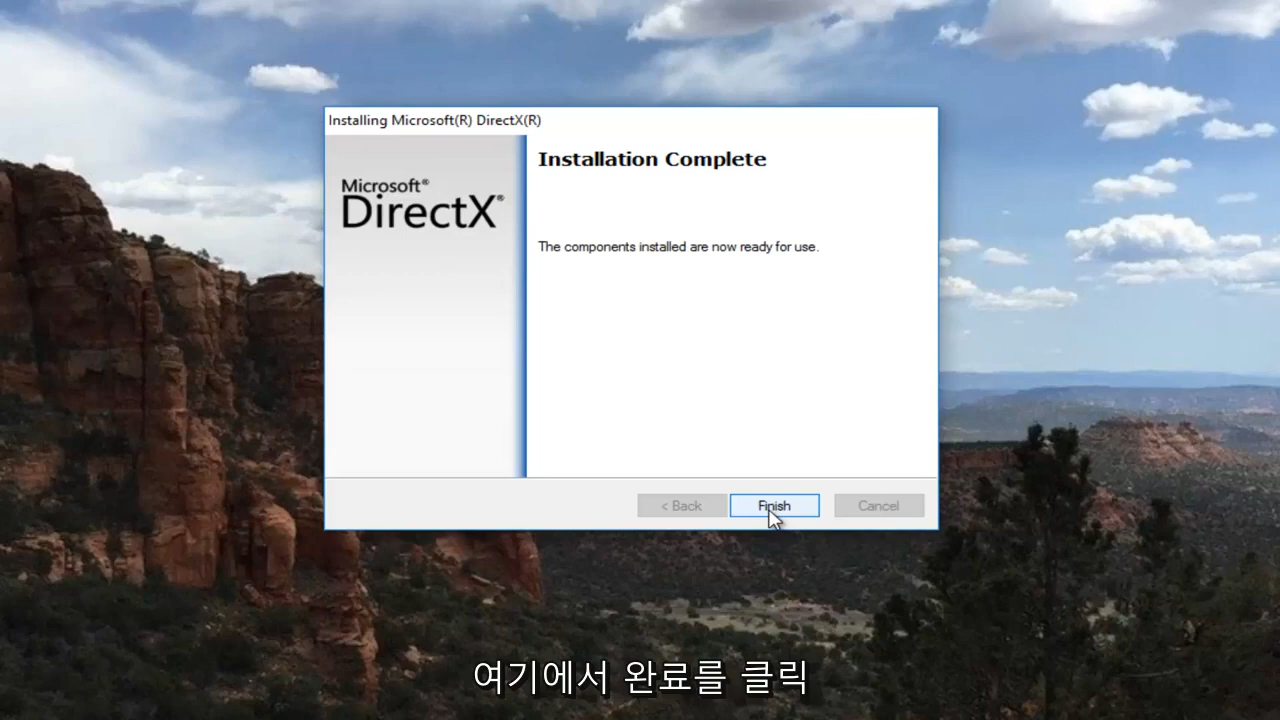 Installing Microsoft(R) DirectX(R)
Microsoft®
DirectX®
Installation Complete
The components installed are now ready for use.
< Back
Finish
Cancel
여기에서 완료를 클릭